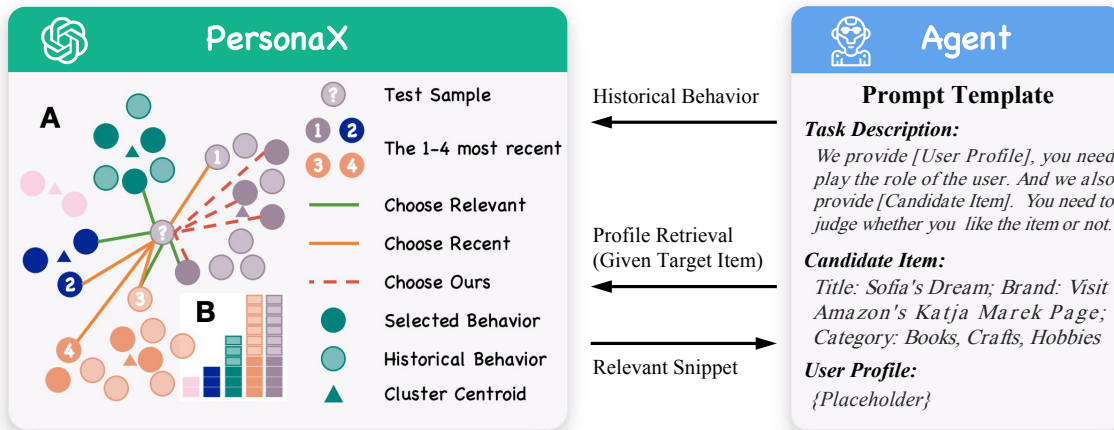 PersonaX
A
?
Test Sample
1
2
The 1-4 most recent
3
4
1
?
Choose Relevant
Choose Recent
2
3
Choose Ours
B
Selected Behavior
4
Historical Behavior
Cluster Centroid
Historical Behavior
Profile Retrieval
(Given Target Item)
Relevant Snippet
Agent
Prompt Template
Task Description:
We provide [User Profile], you need
play the role of the user. And we also
provide [Candidate Item]. You need to
judge whether you like the item or not.
Candidate Item:
Title: Sofia's Dream; Brand: Visit
Amazon's Katja Marek Page;
Category: Books, Crafts, Hobbies
User Profile:
{Placeholder}